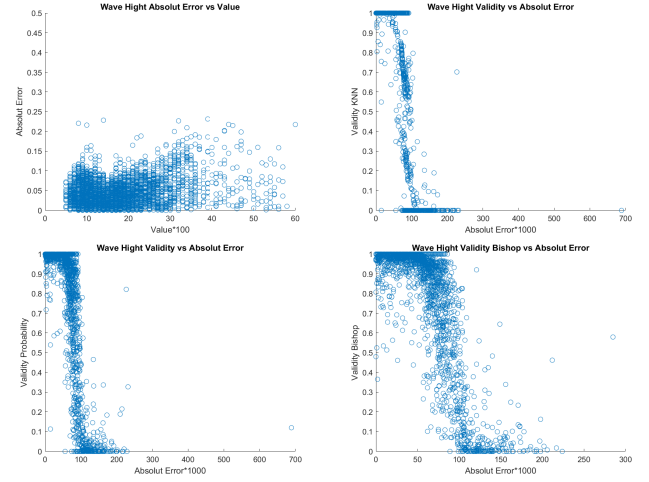 Wave Hight Absolut Error vs Value
0.5
0.45
0.4
0.35
0.3
0.25
0.2
0.15
0.1
0.05
0
Absolut Error
0 10 20 30 40 50 60
Value*100
Wave Hight Validity vs Absolut Error
1
0.9
0.8
0.7
0.6
0.5
0.4
0.3
0.2
0.1
0
Validity KNN
0 100 200 300 400 500 600 700
Absolut Error*1000
Wave Hight Validity vs Absolut Error
1
0.9
0.8
0.7
0.6
0.5
0.4
0.3
0.2
0.1
0
Validity Probability
0 100 200 300 400 500 600 700
Absolut Error*1000
Wave Hight Validity Bishop vs Absolut Error
1
0.9
0.8
0.7
0.6
0.5
0.4
0.3
0.2
0.1
0
Validity Bishop
0 50 100 150 200 250 300
Absolut Error*1000